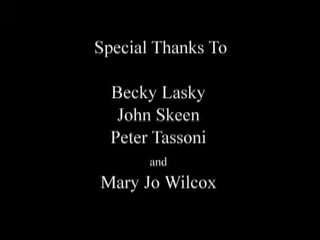 Special Thanks To
Becky Lasky
John Skeen
Peter Tassoni
and
Mary Jo Wilcox